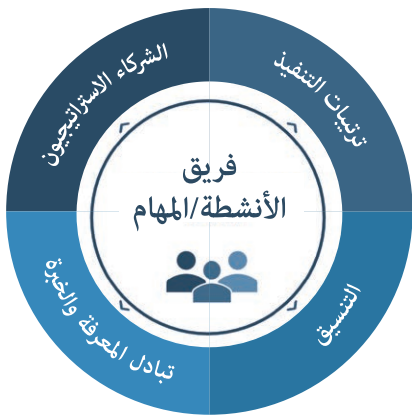 الشركاء الاستراتيجيون
ترتيبات التنفيذ
فريق
الأنشطة/المهام
تبادل المعرفة والخبرة
التنسيق